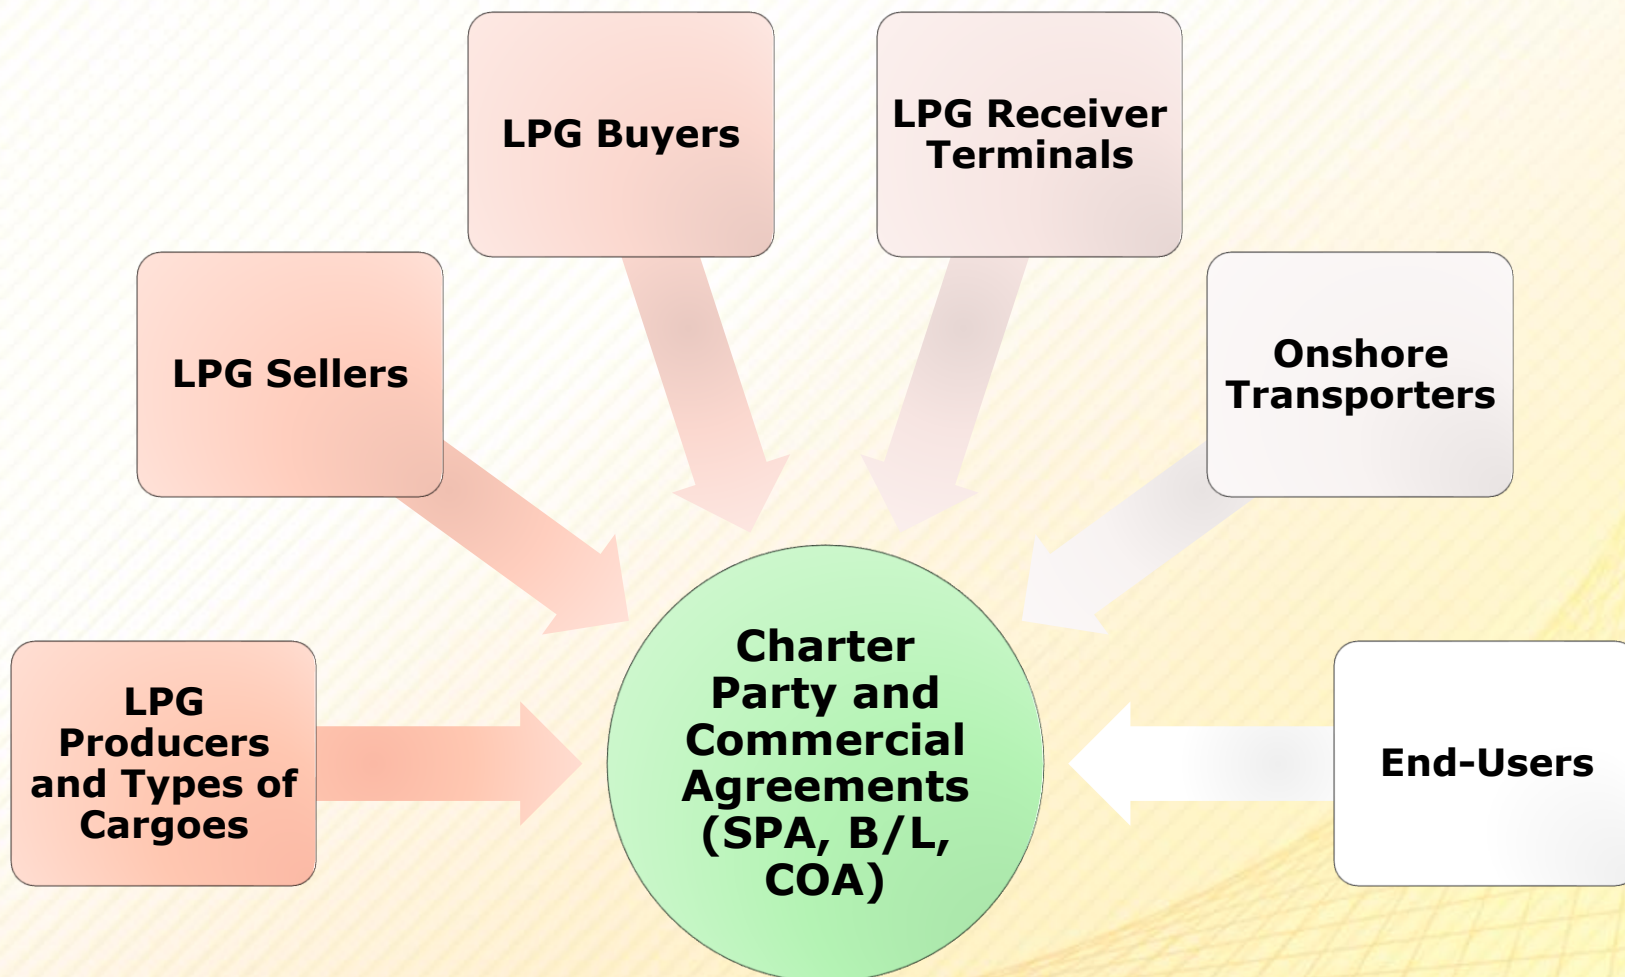 LPG Buyers
LPG Receiver
Terminals
LPG Sellers
Onshore
Transporters
LPG
Producers
and Types of
Cargoes
Charter
Party and
Commercial
Agreements
(SPA, B/L,
COA)
End-Users